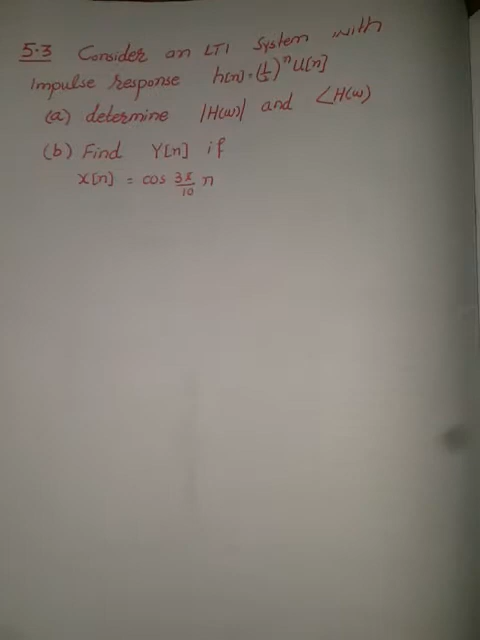 5.3 Consider an LTI System with
Impulse response h(n) = (1/2)^n U[n]
(a) determine |H(w)| and ∠H(w)
(b) Find Y[n] if
x[n] = cos 3π/10 n